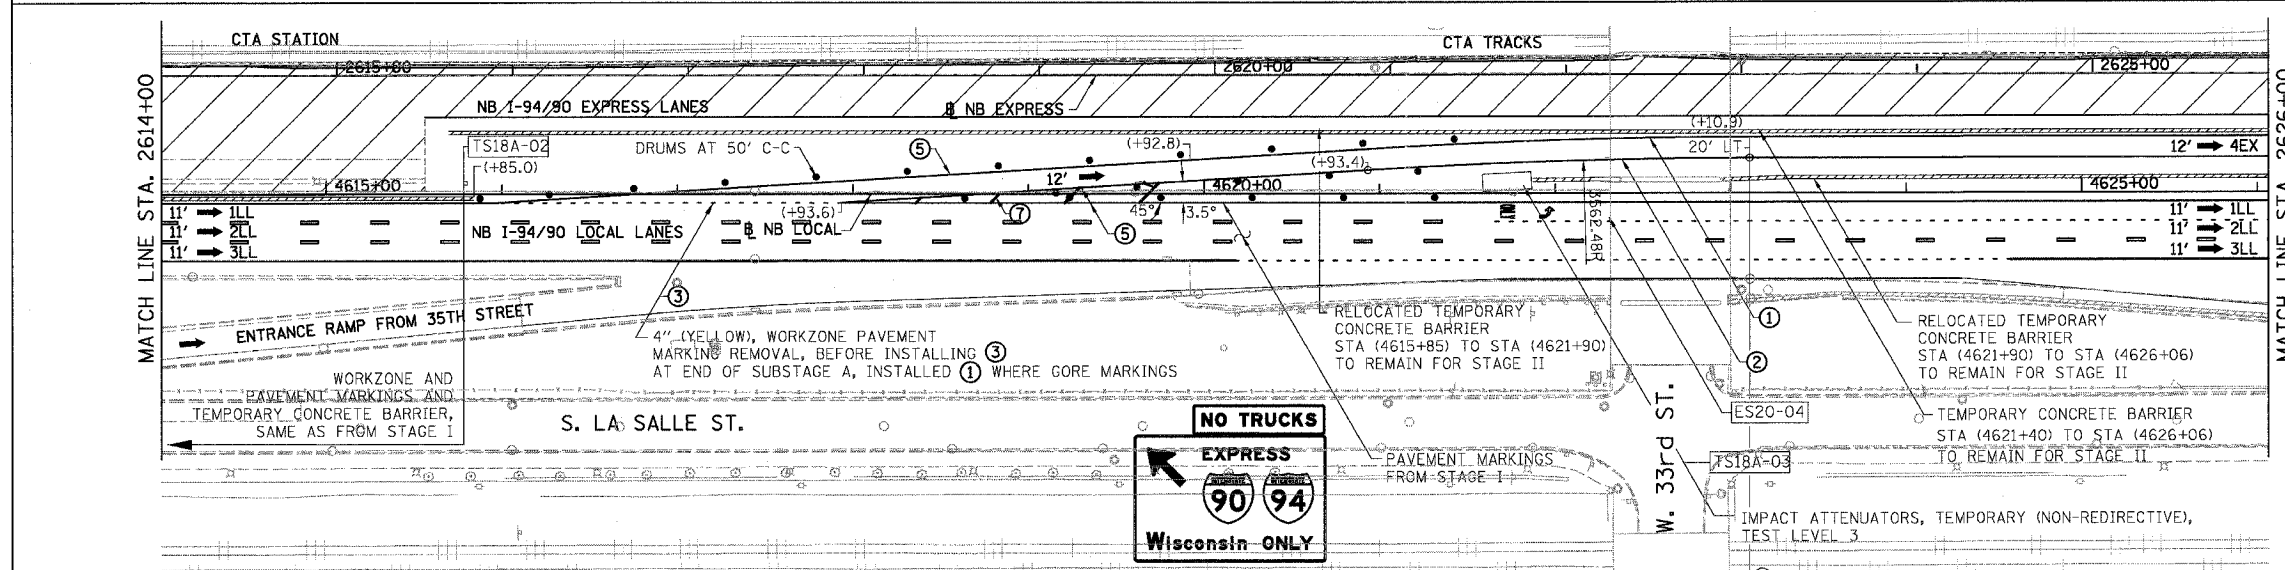 CTA STATION
CTA TRACKS
2615+00
2620+00
2625+00
MATCH LINE STA. 2614+00
MATCH LINE STA. 2626+00
NB I-94/90 EXPRESS LANES
NB EXPRESS
(+10.9)
TS18A-02
DRUMS AT 50' C-C
5
(+92.8)
20' LT
12' 4EX
(+85.0)
(+93.4)
12'
4615+00
4620+00
4625+00
11' 1LL
11' 2LL
11' 3LL
(+93.6)
7
45°
3.5°
5
NB I-94/90 LOCAL LANES
NB LOCAL
3562.48R
11' 1LL
11' 2LL
11' 3LL
3
ENTRANCE RAMP FROM 35TH STREET
4" (YELLOW), WORKZONE PAVEMENT
MARKING REMOVAL, BEFORE INSTALLING 3
AT END OF SUBSTAGE A, INSTALLED 1 WHERE GORE MARKINGS
RELOCATED TEMPORARY
CONCRETE BARRIER
STA (4615+85) TO STA (4621+90)
TO REMAIN FOR STAGE II
1
2
RELOCATED TEMPORARY
CONCRETE BARRIER
STA (4621+90) TO STA (4626+06)
TO REMAIN FOR STAGE II
WORKZONE AND
PAVEMENT MARKINGS AND
TEMPORARY CONCRETE BARRIER,
SAME AS FROM STAGE I
S. LA SALLE ST.
W. 33rd ST.
ES20-04
TEMPORARY CONCRETE BARRIER
STA (4621+40) TO STA (4626+06)
TO REMAIN FOR STAGE II
NO TRUCKS
EXPRESS
INTERSTATE 90 INTERSTATE 94
Wisconsin ONLY
PAVEMENT MARKINGS
FROM STAGE I
TS18A-03
IMPACT ATTENUATORS, TEMPORARY (NON-REDIRECTIVE),
TEST LEVEL 3